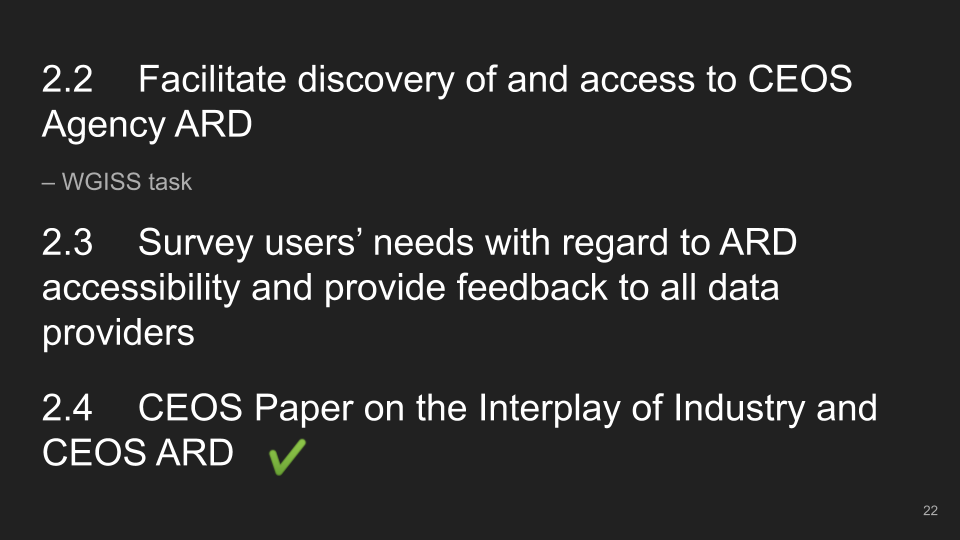 2.2 Facilitate discovery of and access to CEOS
Agency ARD
– WGISS task
2.3 Survey users’ needs with regard to ARD
accessibility and provide feedback to all data
providers
2.4 CEOS Paper on the Interplay of Industry and
CEOS ARD ✔
22